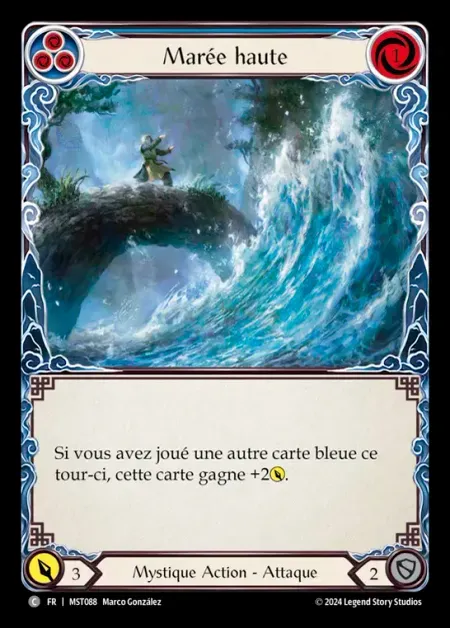 Marée haute
1
Si vous avez joué une autre carte bleue ce
tour-ci, cette carte gagne +2.
3
Mystique Action - Attaque
2
C FR | MST088 Marco González
© 2024 Legend Story Studios